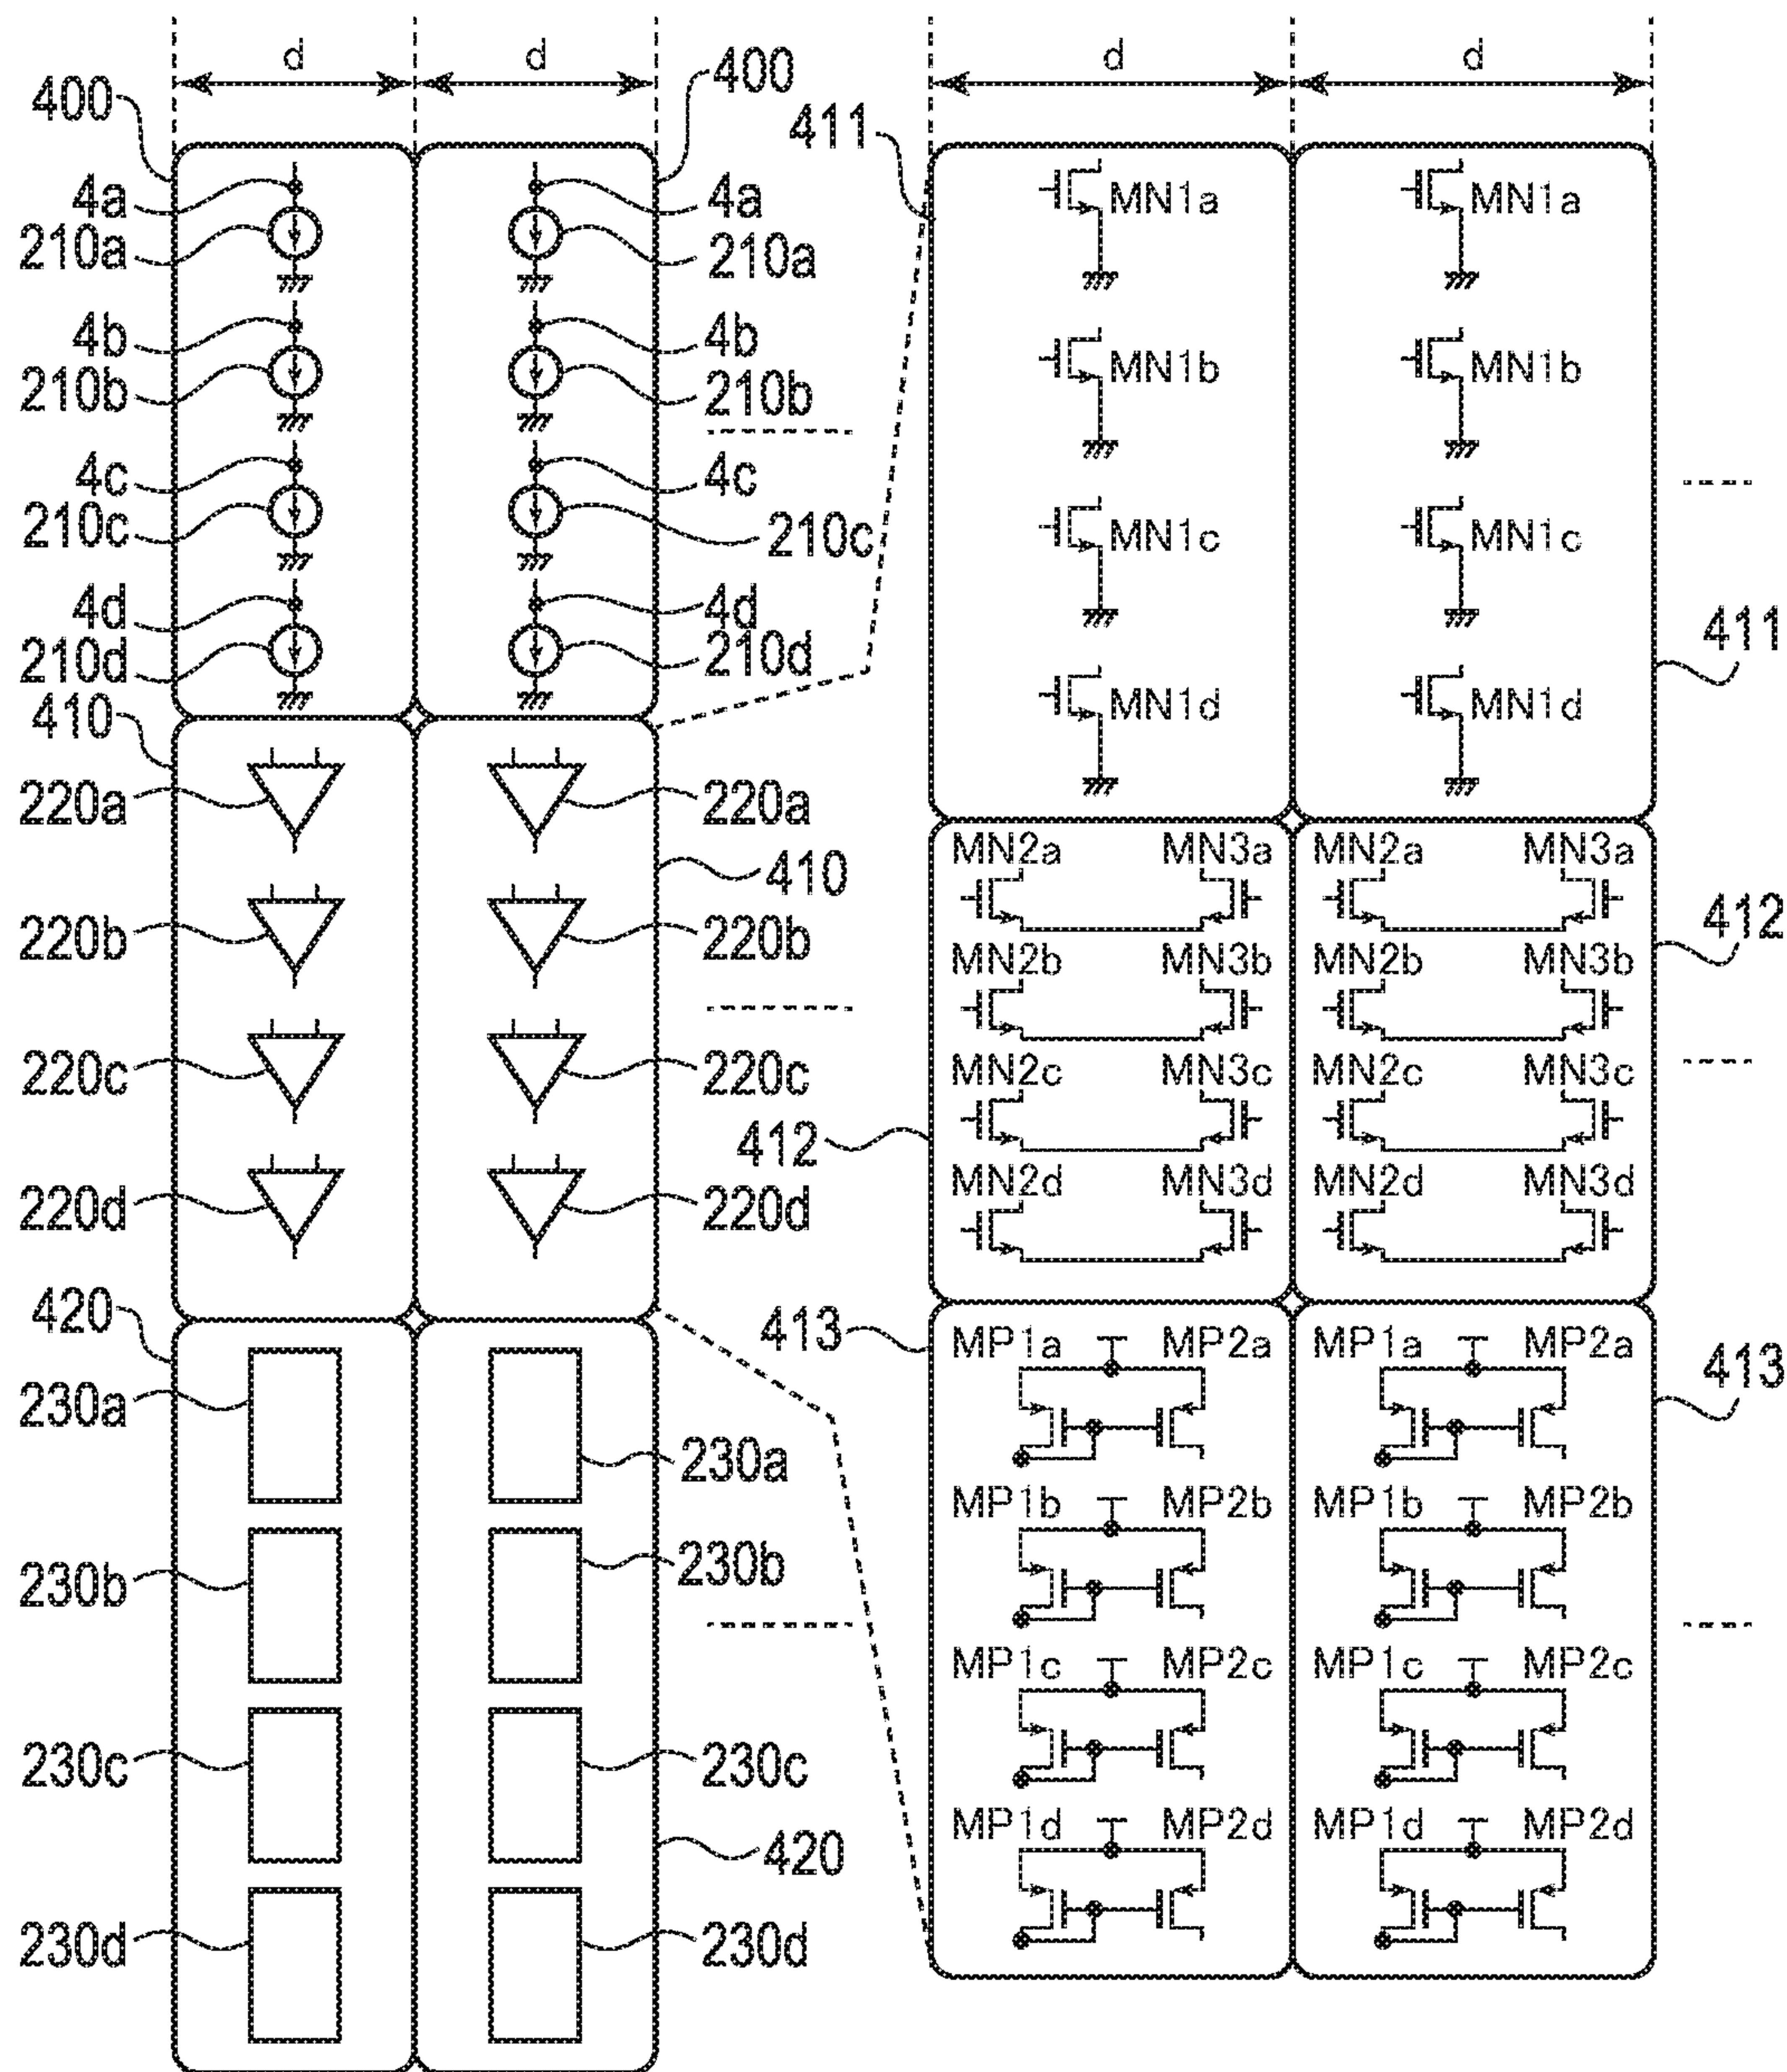 d d d d
400 400 411
4a 4a MN1a MN1a
210a 210a
4b 4b MN1b MN1b
210b 210b
4c 4c MN1c MN1c
210c 210c
4d 4d 411
210d 210d MN1d MN1d
410
220a 220a
410 MN2a MN3a MN2a MN3a
412
220b 220b MN2b MN3b MN2b MN3b
220c 220c MN2c MN3c MN2c MN3c
412
220d 220d MN2d MN3d MN2d MN3d
420 413 MP1a MP2a MP1a MP2a
413
230a 230a
MP1b MP2b MP1b MP2b
230b 230b
MP1c MP2c MP1c MP2c
230c 230c
420 MP1d MP2d MP1d MP2d
230d 230d